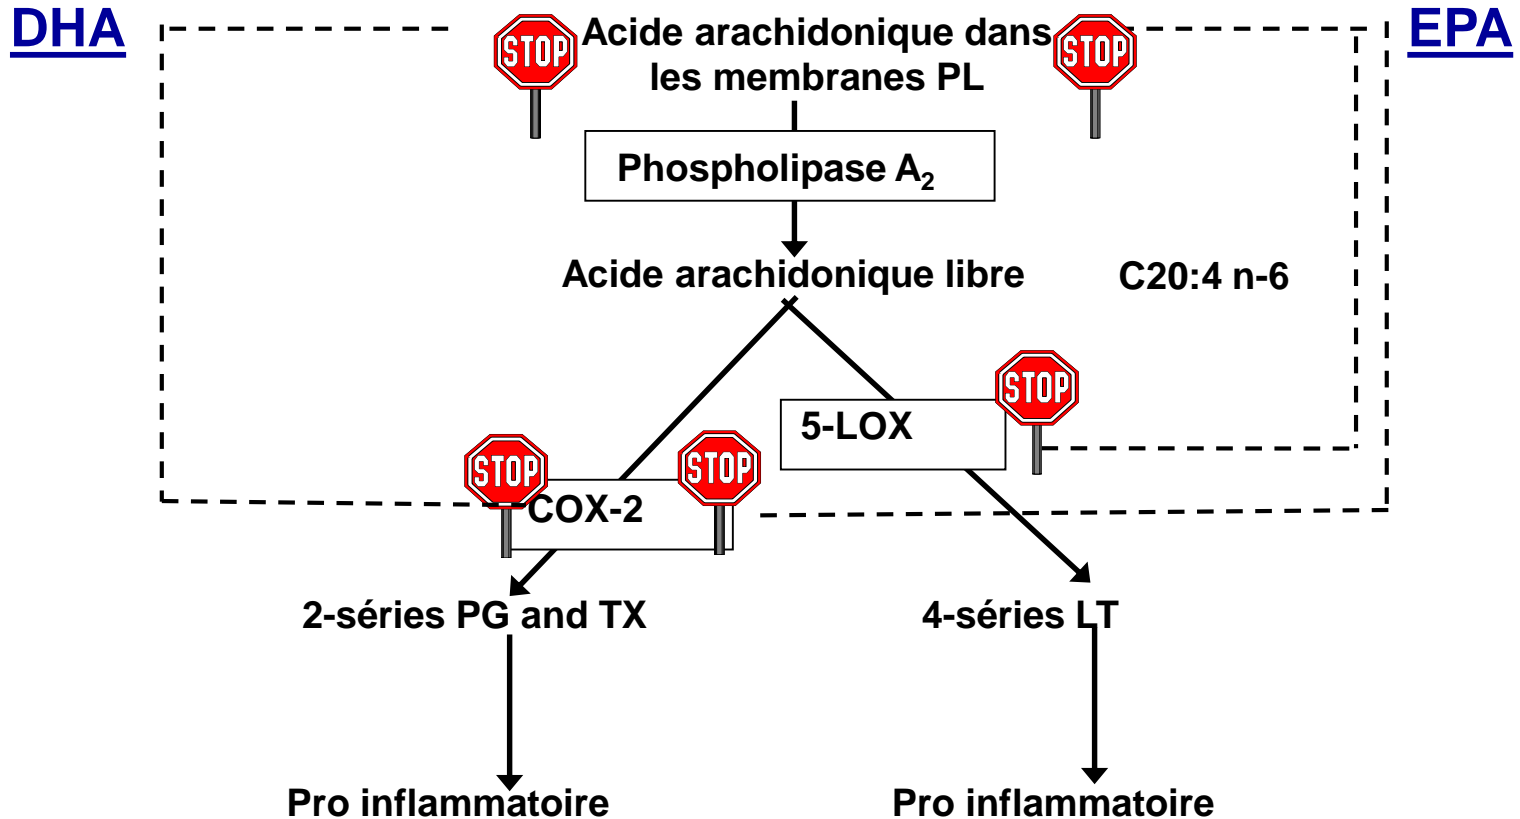 DHA
STOP
Acide arachidonique dans
les membranes PL
STOP
EPA
Phospholipase A₂
Acide arachidonique libre
C20:4 n-6
STOP
5-LOX
STOP
STOP
COX-2
2-séries PG and TX
4-séries LT
Pro inflammatoire
Pro inflammatoire